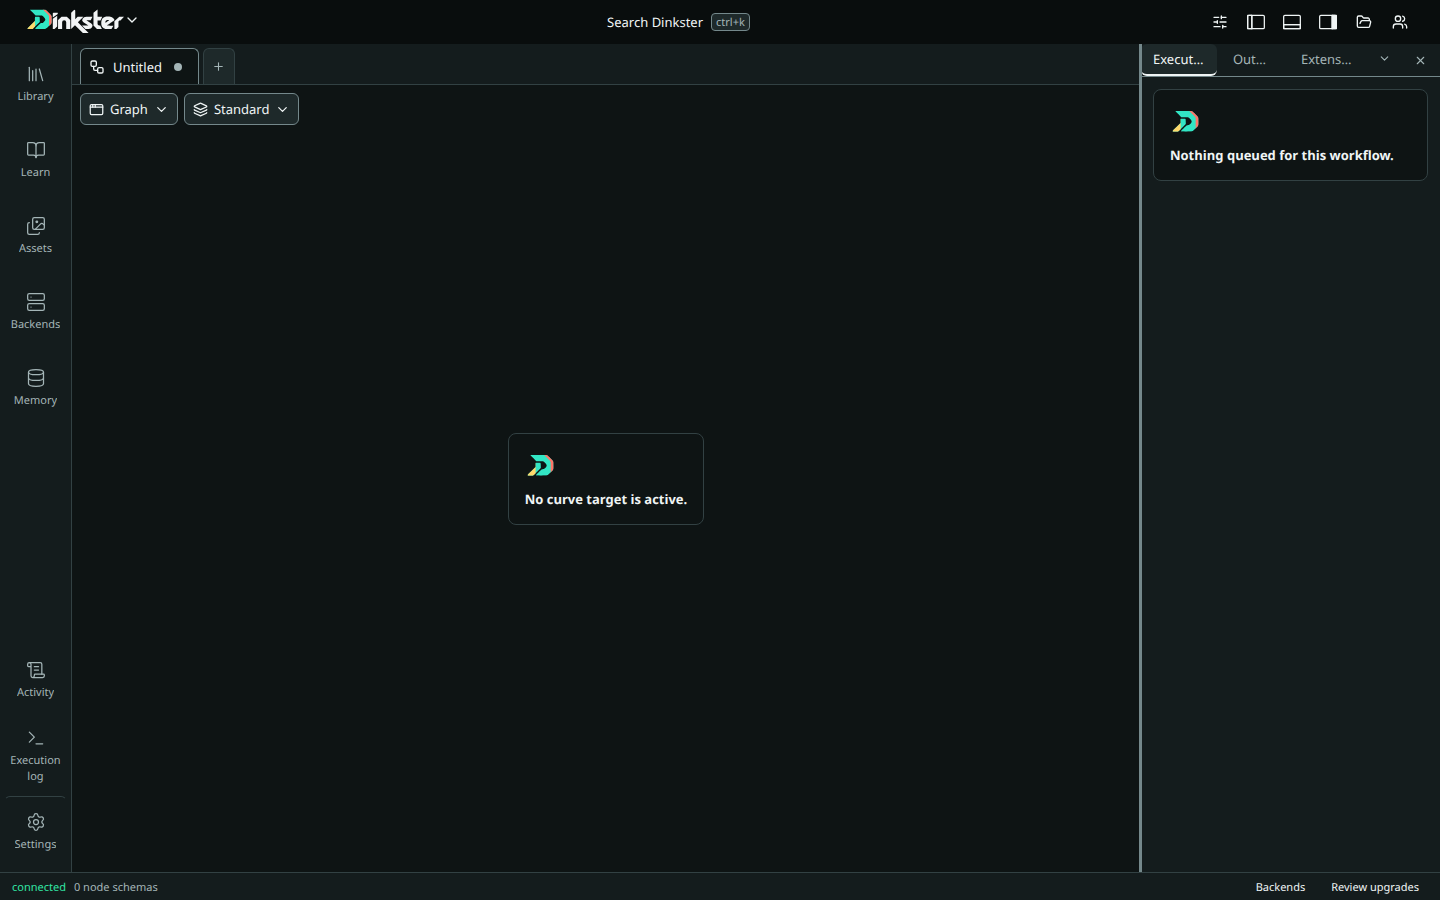 Dinkster
Search Dinkster ctrl+k
Library
Learn
Assets
Backends
Memory
Activity
Execution
log
Settings
Untitled
Graph
Standard
No curve target is active.
Execut...
Out...
Extens...
Nothing queued for this workflow.
connected 0 node schemas
Backends
Review upgrades